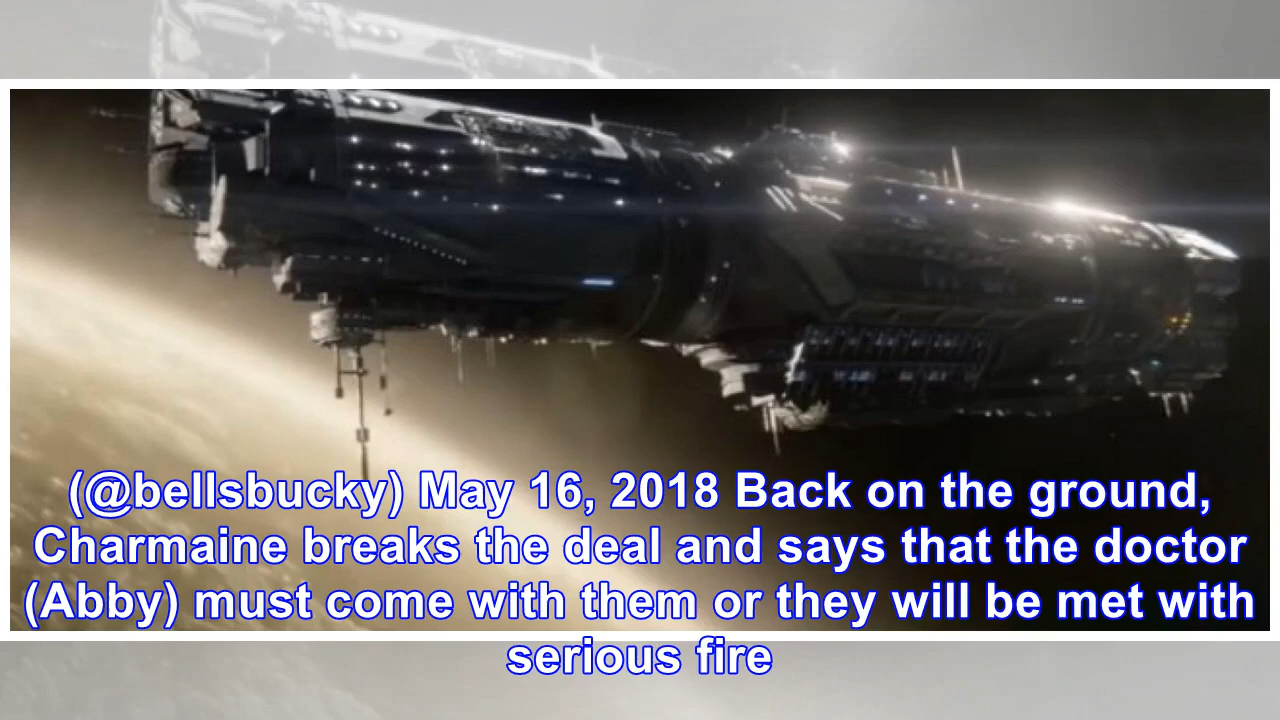 (@bellsbucky) May 16, 2018 Back on the ground,
Charmaine breaks the deal and says that the doctor
(Abby) must come with them or they will be met with
serious fire